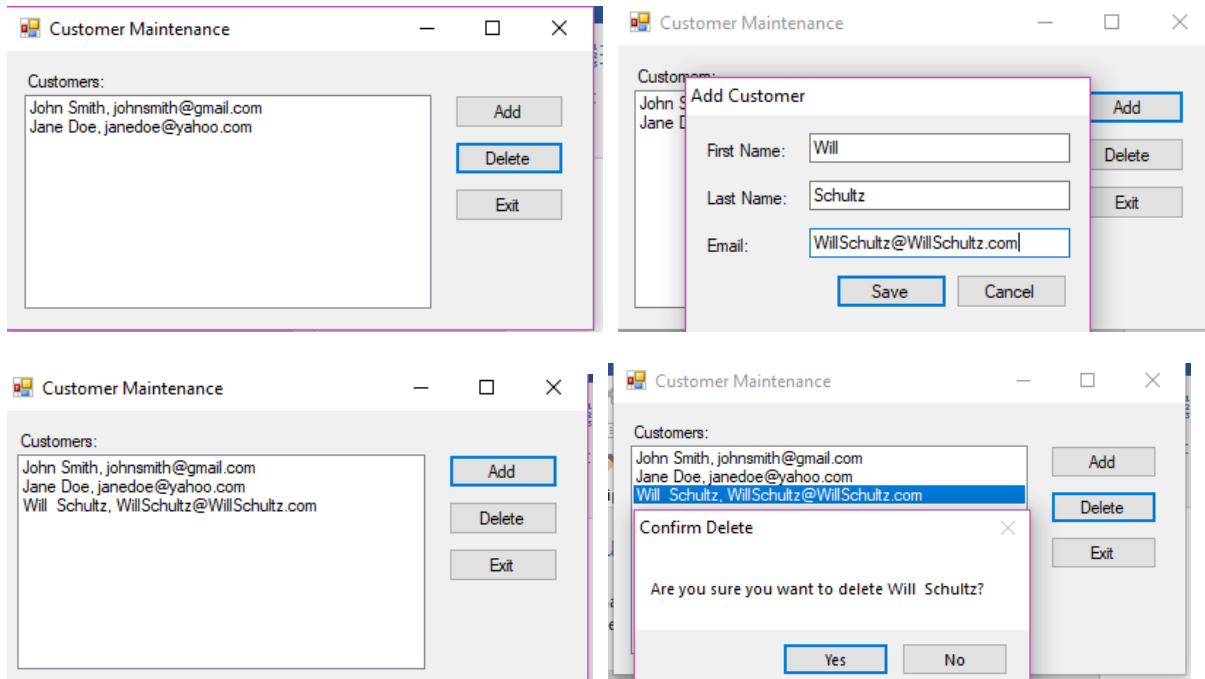 Customer Maintenance
Customers:
John Smith, johnsmith@gmail.com
Jane Doe, janedoe@yahoo.com
Add
Delete
Exit
Customer Maintenance
Customers:
John S
Jane D
Add
Delete
Exit
Add Customer
First Name:
Will
Last Name:
Schultz
Email:
WillSchultz@WillSchultz.com
Save
Cancel
Customer Maintenance
Customers:
John Smith, johnsmith@gmail.com
Jane Doe, janedoe@yahoo.com
Will  Schultz, WillSchultz@WillSchultz.com
Add
Delete
Exit
Customer Maintenance
Customers:
John Smith, johnsmith@gmail.com
Jane Doe, janedoe@yahoo.com
Will  Schultz, WillSchultz@WillSchultz.com
Add
Delete
Exit
Confirm Delete
Are you sure you want to delete Will  Schultz?
Yes
No